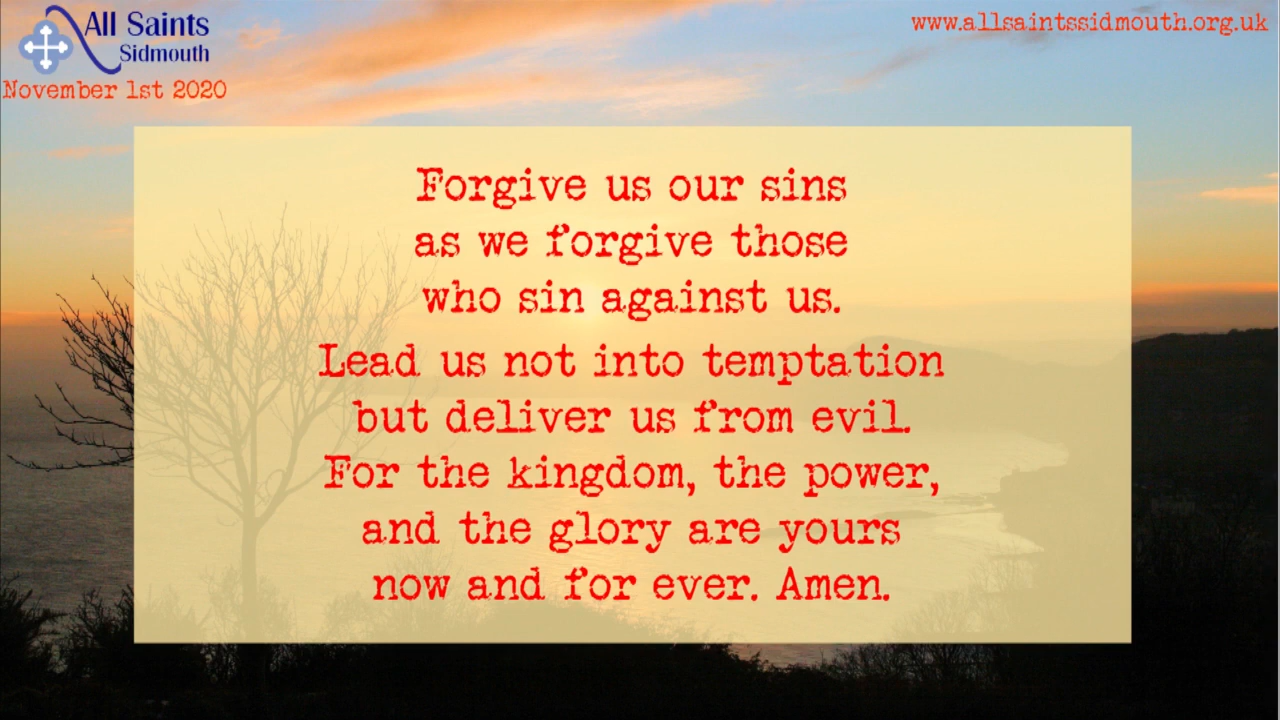 All Saints
Sidmouth
November 1st 2020
www.allsaintssidmouth.org.uk
Forgive us our sins
as we forgive those
who sin against us.
Lead us not into temptation
but deliver us from evil.
For the kingdom, the power,
and the glory are yours
now and for ever. Amen.